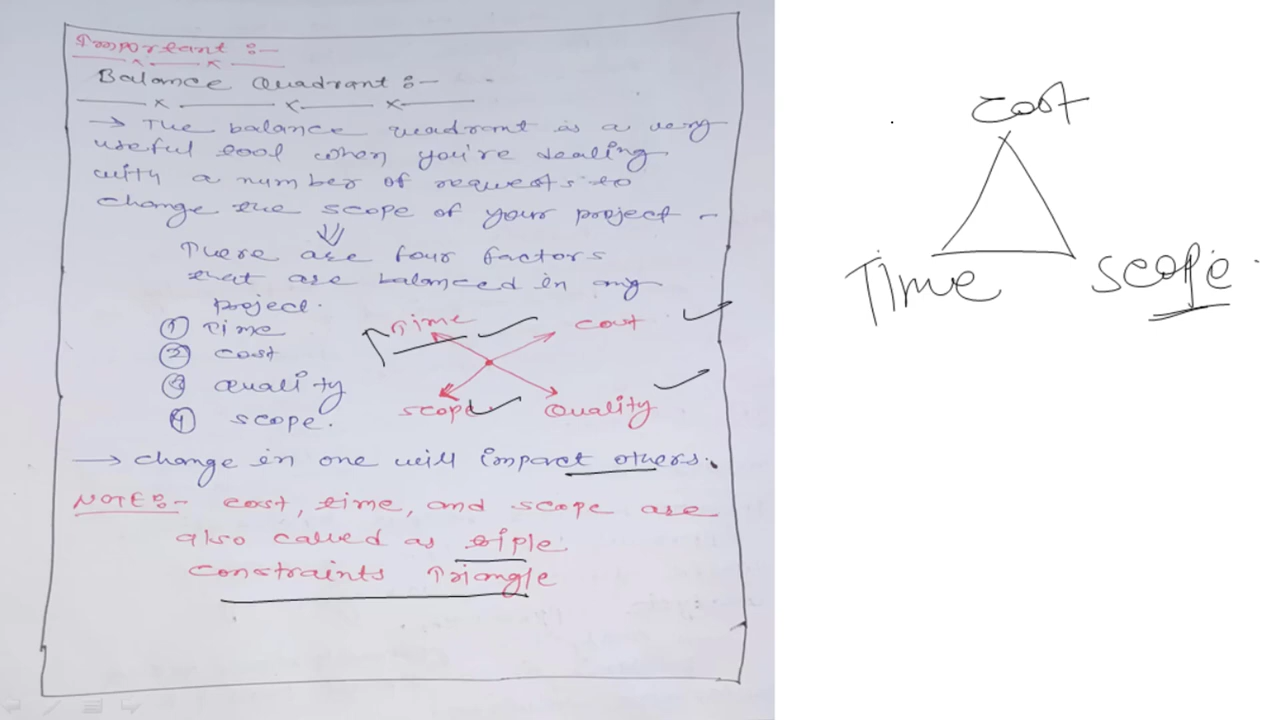 Important :-
Balance Quadrant :-
→ The balance quadrant is a very
useful tool when you're dealing
with a number of requests to
change the scope of your project -
There are four factors
that are balanced in any
project.
① Time
② cost
③ Quality
④ scope.
Time
cost
scope
Quality
→ change in one will impact others.
NOTE:- cost, time, and scope are
also called as triple
constraints Triangle
cost
Time
scope